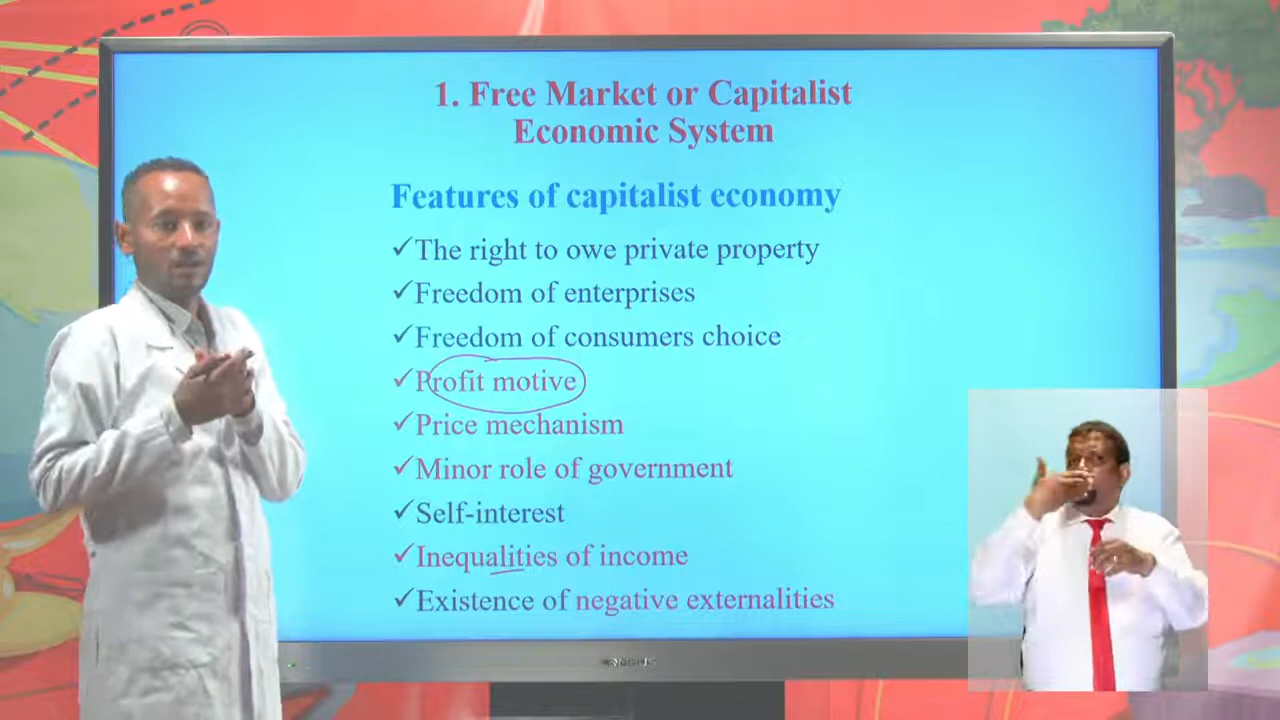 1. Free Market or Capitalist
Economic System
Features of capitalist economy
✓The right to owe private property
✓Freedom of enterprises
✓Freedom of consumers choice
✓Profit motive
✓Price mechanism
✓Minor role of government
✓Self-interest
✓Inequalities of income
✓Existence of negative externalities